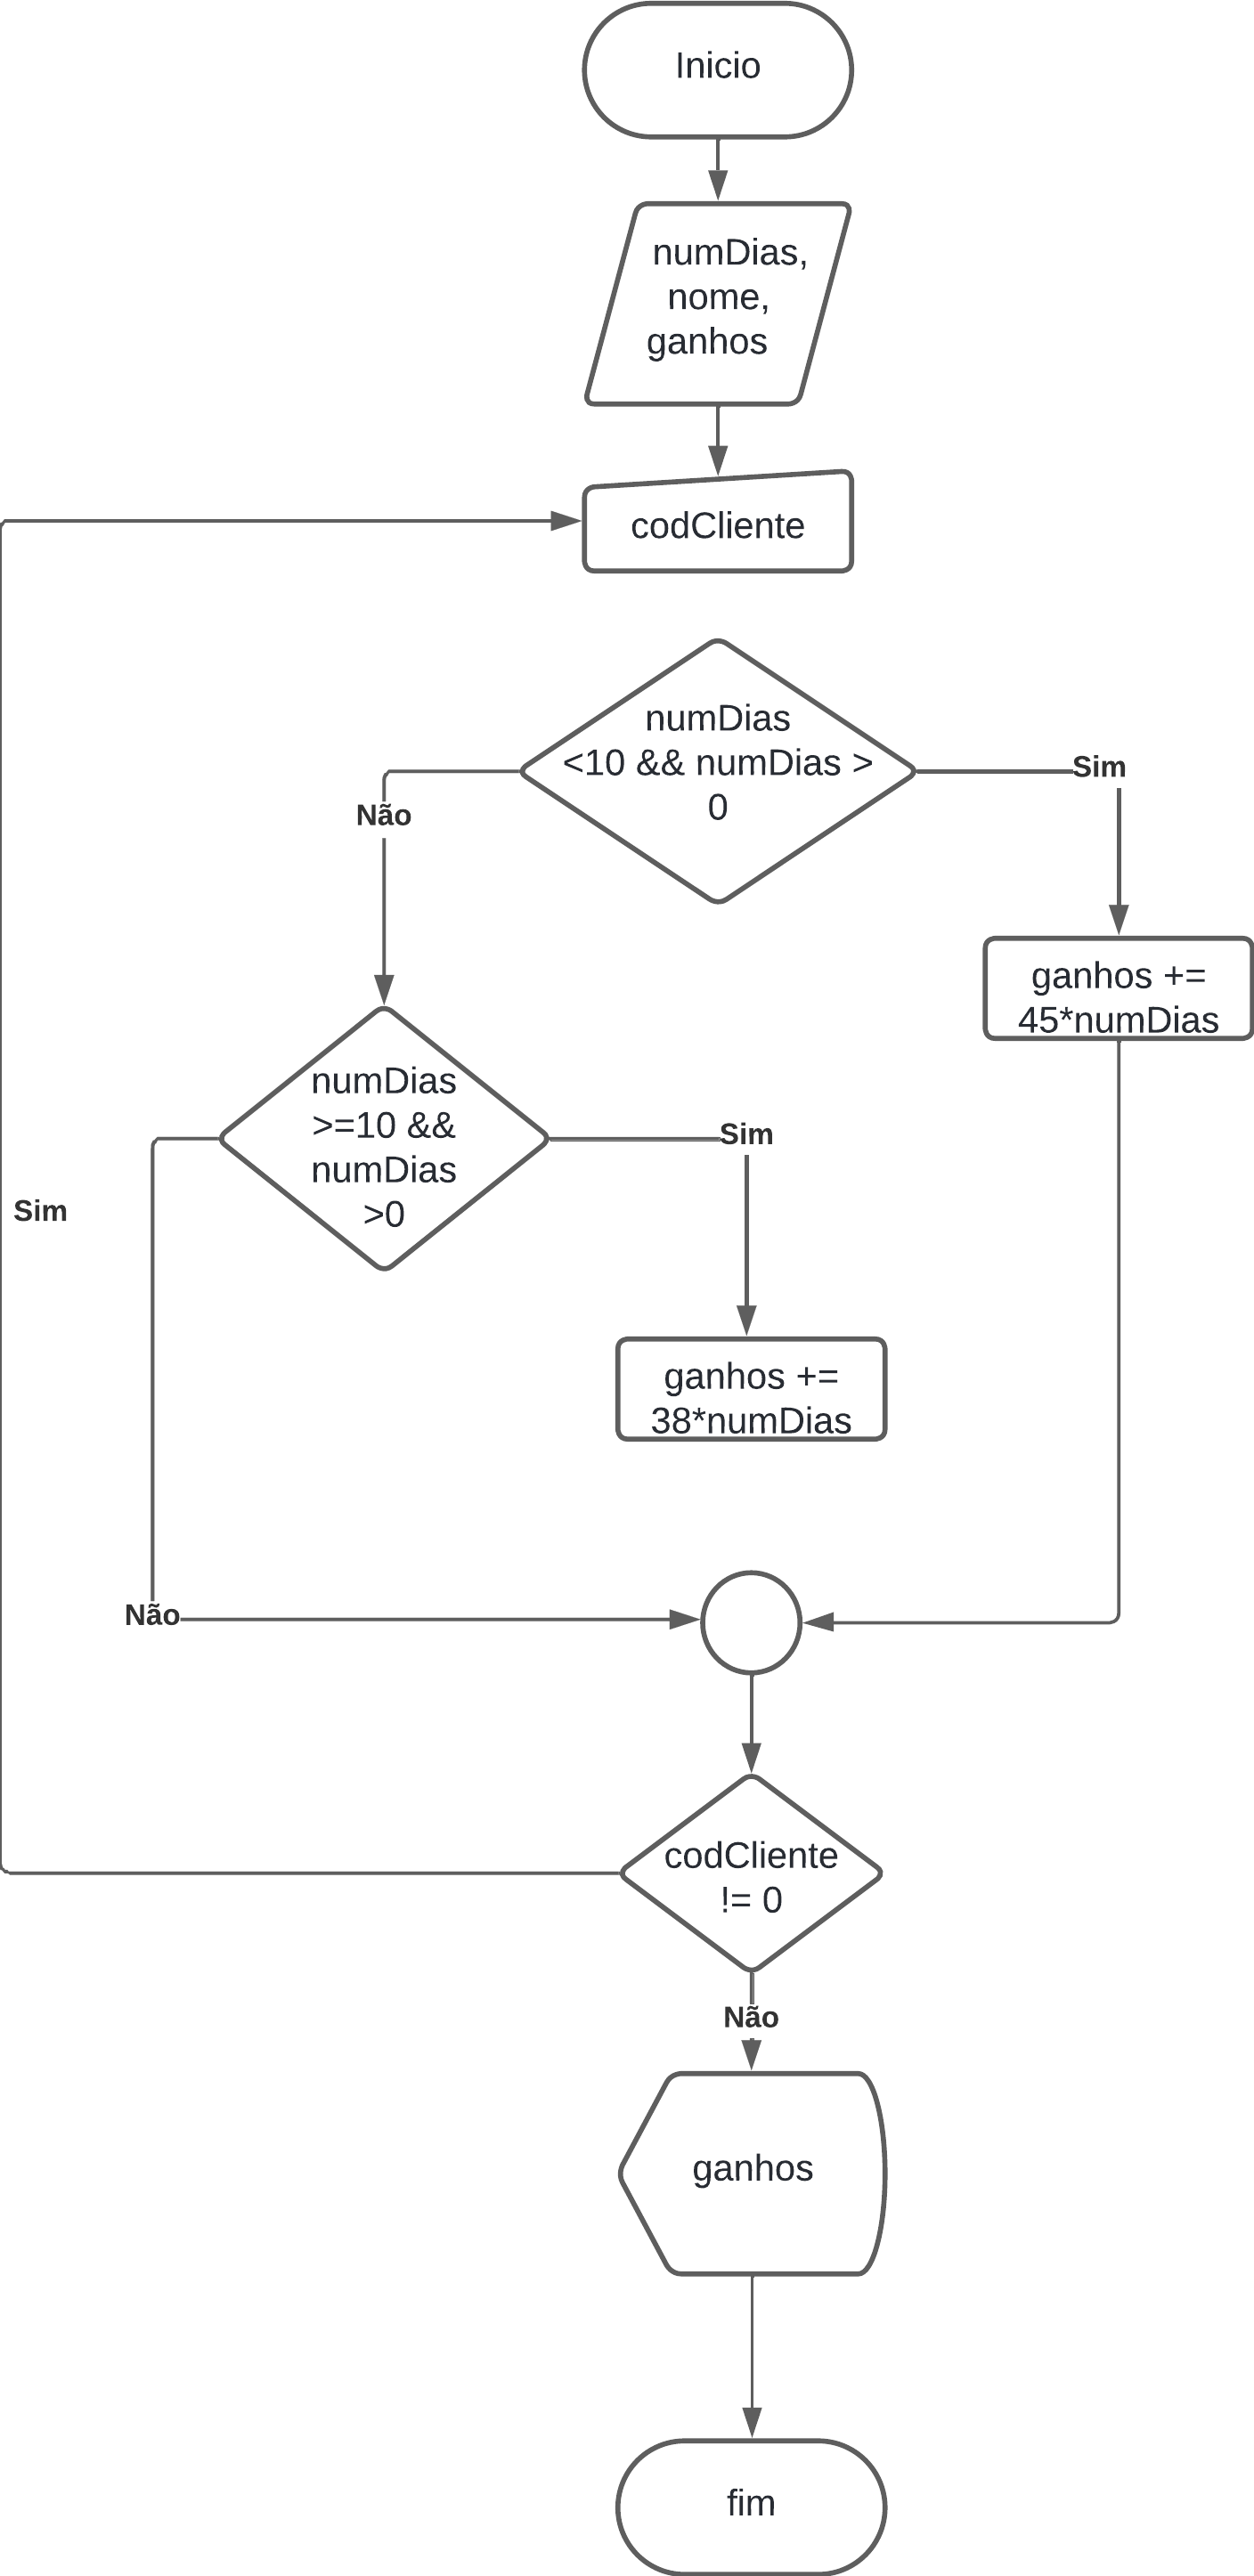 Inicio
numDias,
nome,
ganhos
codCliente
numDias
<10 && numDias >
0
Sim
Não
ganhos +=
45*numDias
numDias
>=10 &&
numDias
>0
Sim
Sim
ganhos +=
38*numDias
Não
codCliente
!= 0
Não
ganhos
fim